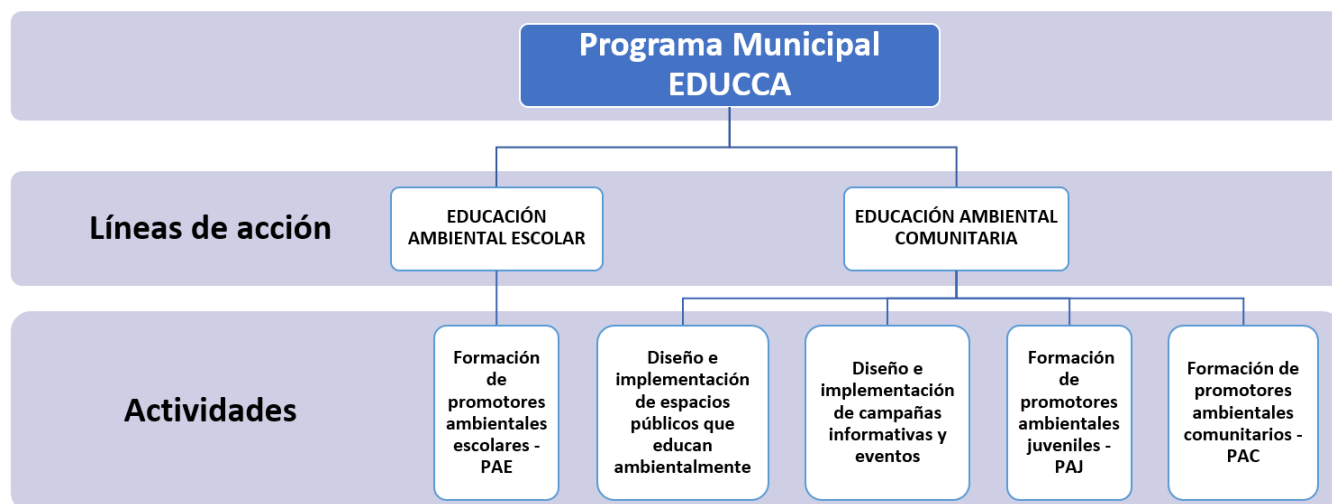 Programa Municipal
EDUCCA
Líneas de acción
EDUCACIÓN
AMBIENTAL ESCOLAR
EDUCACIÓN AMBIENTAL
COMUNITARIA
Actividades
Formación
de
promotores
ambientales
escolares -
PAE
Diseño e
implementación
de espacios
públicos que
educan
ambientalmente
Diseño e
implementación
de campañas
informativas y
eventos
Formación
de
promotores
ambientales
juveniles -
PAJ
Formación de
promotores
ambientales
comunitarios -
PAC